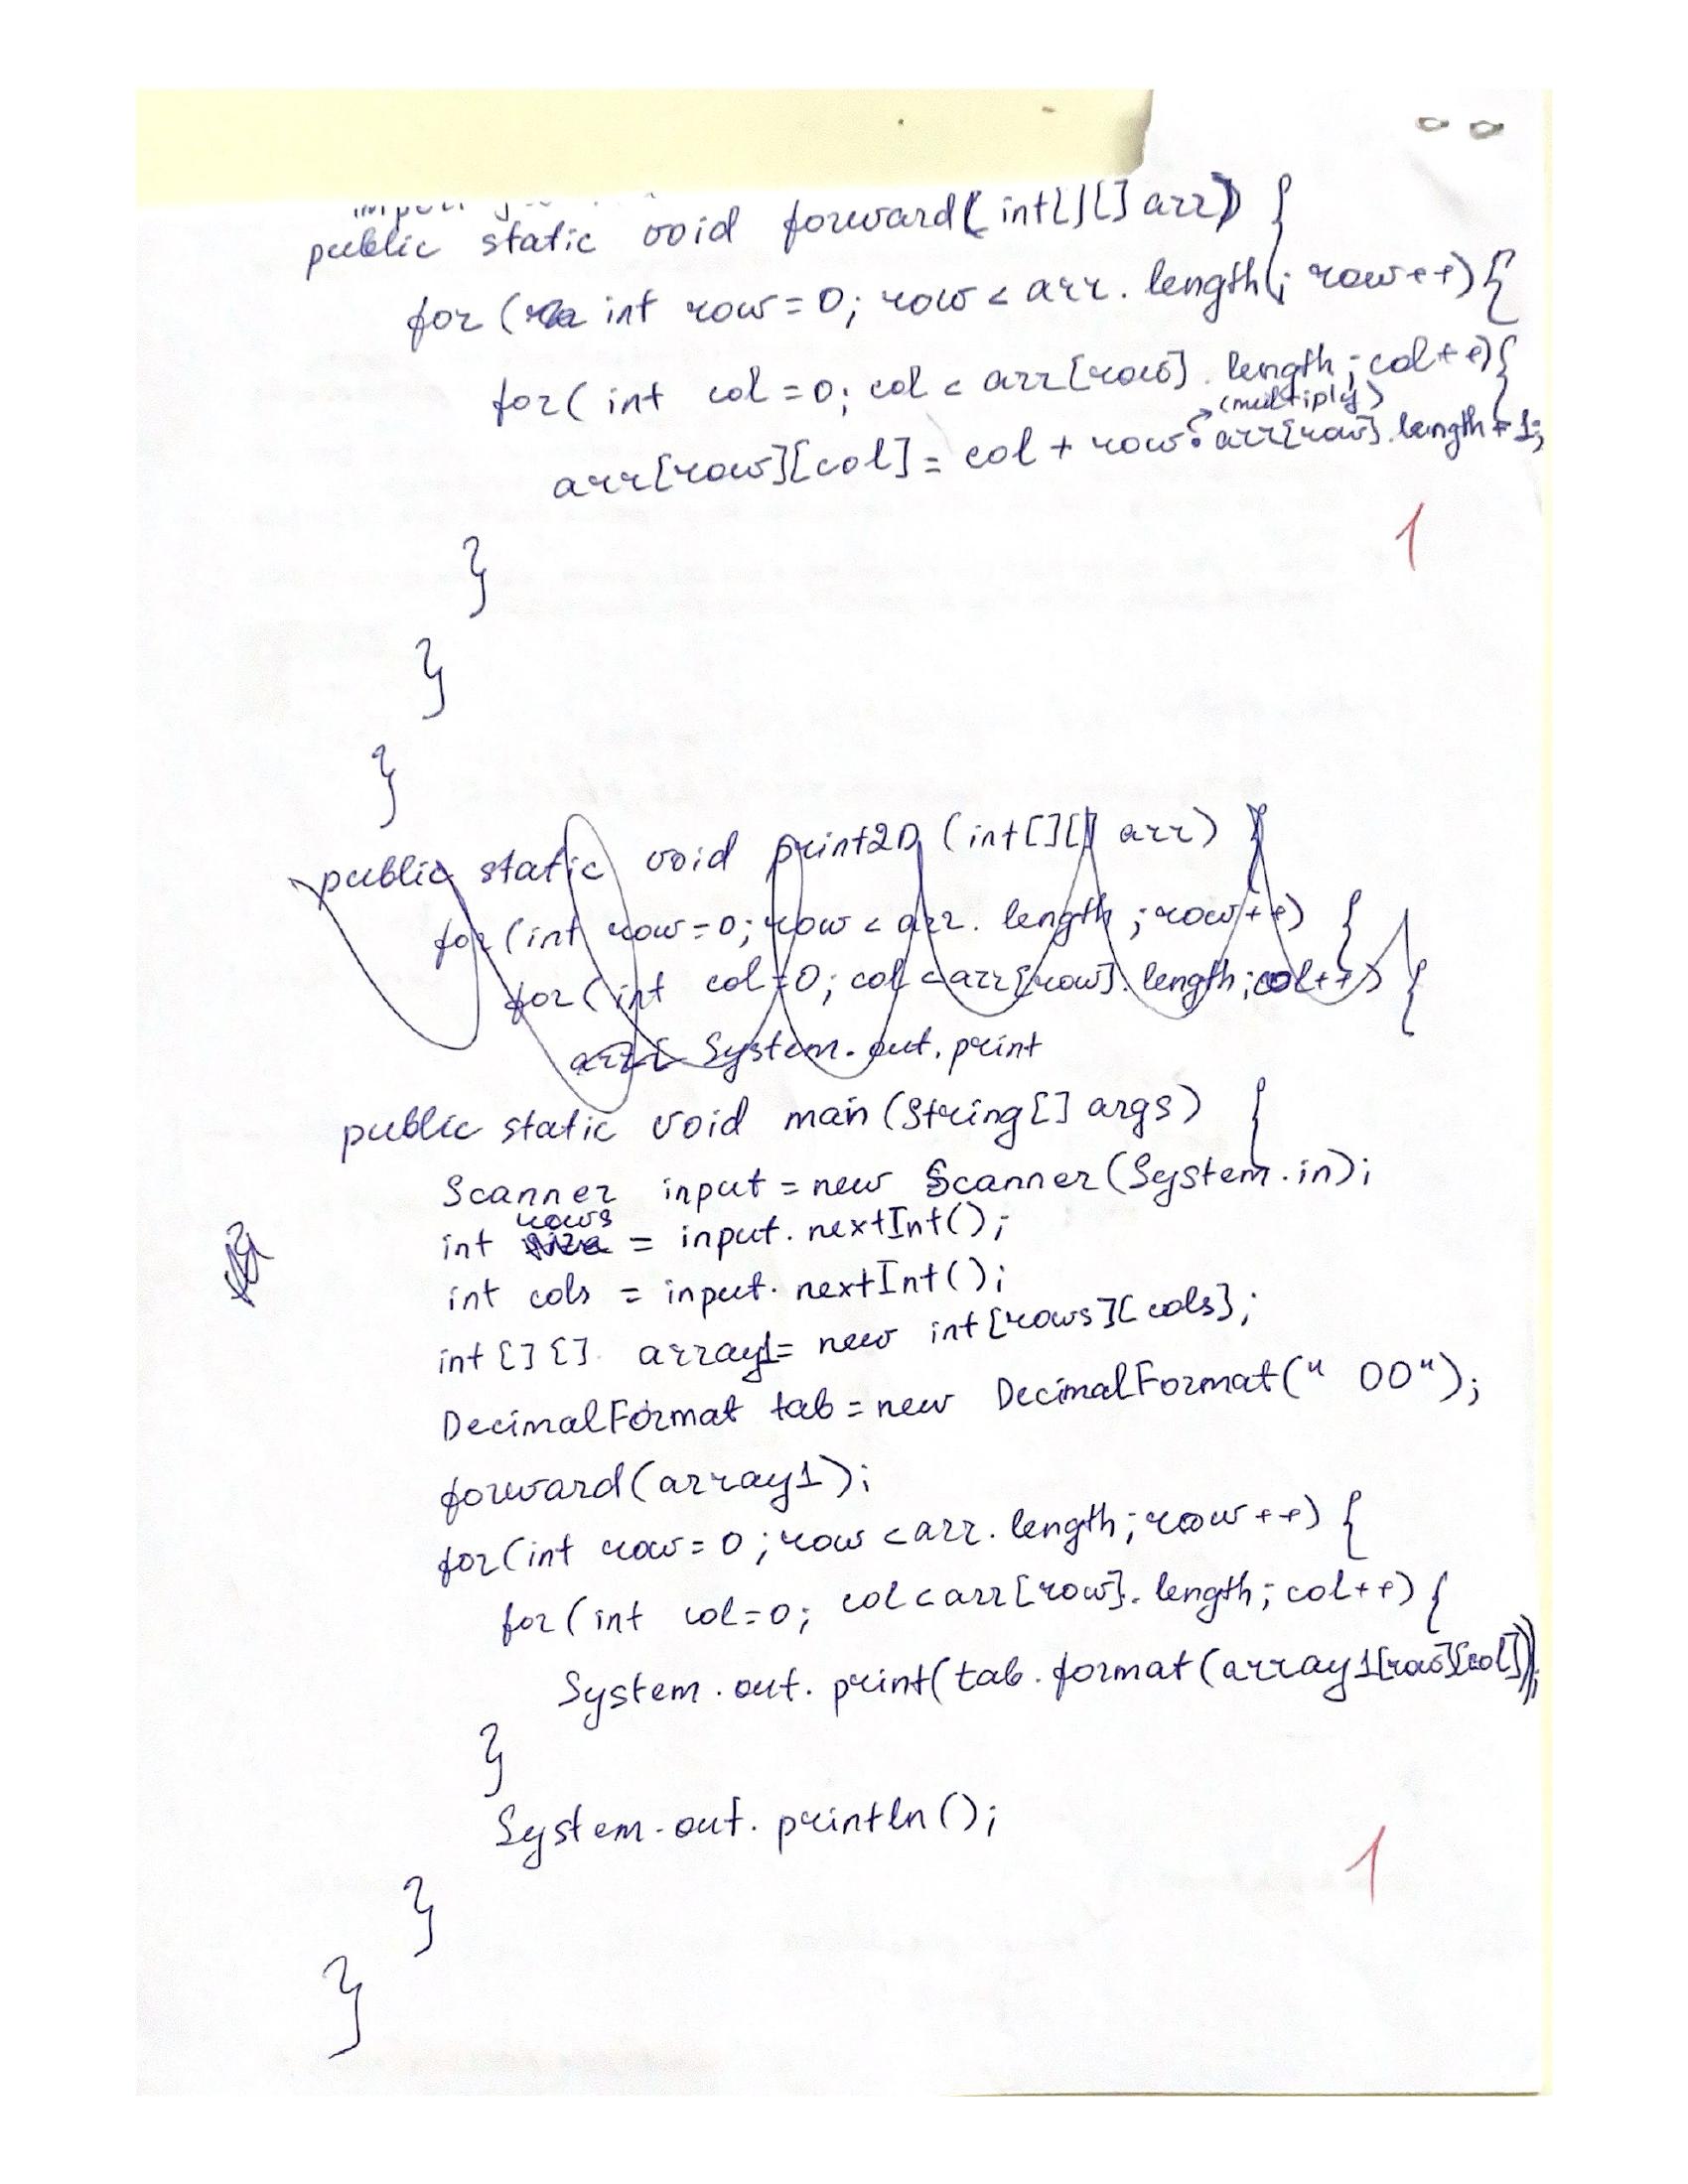 public static void forward(int[][] arr) {
for ( int row=0; row < arr. length; row++){
for( int col=0; col < arr[row]. length; col++){
(multiply)
arr[row][col]= col + row • arr[row]. length + 1;
1
}
}
}
public static void print2D (int[][] arr) }
for(int row=0; row < arr. length; row++) {
for(int col=0; col < arr[row]. length; col++) {
arr[ System.out.print
public static void main (String[] args) {
Scanner input = new Scanner(System.in);
rows
int size = input. nextInt();
int cols = input. nextInt();
int [] []. array1= new int [rows][cols];
DecimalFormat tab = new DecimalFormat(" 00");
forward(array1);
for(int row=0; row < arr. length; row++) {
for(int col=0; col < arr[row]. length; col++) {
System.out. print(tab.format(array1[row][col]));
}
System.out. println();
1
}
}